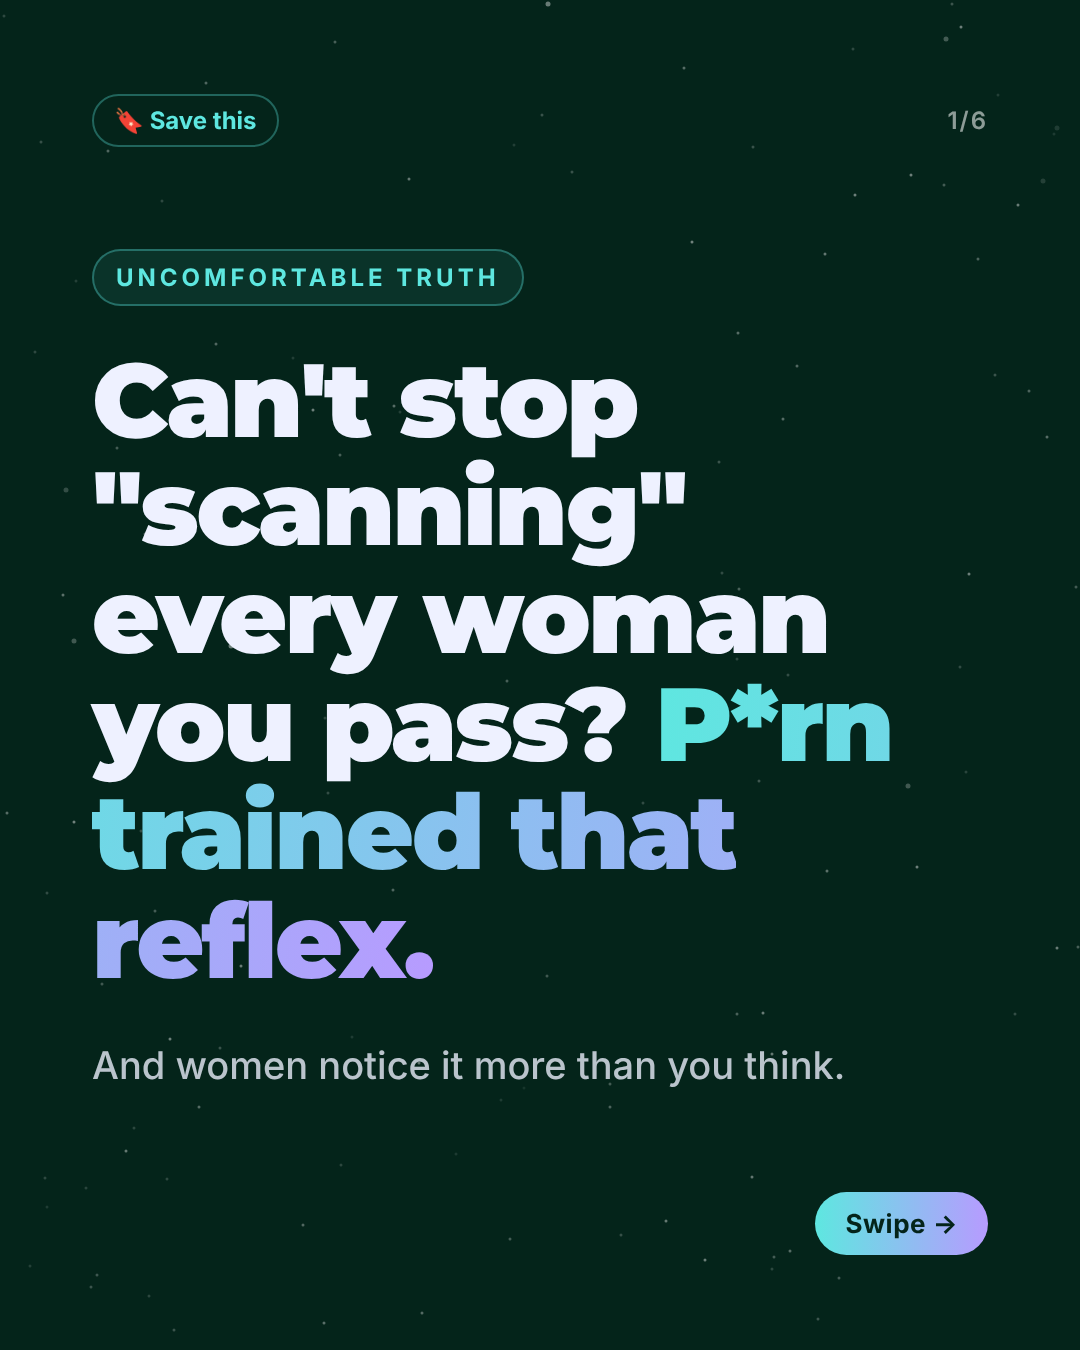 🔖 Save this
1/6
UNCOMFORTABLE TRUTH
Can't stop
"scanning"
every woman
you pass? P*rn
trained that
reflex.
And women notice it more than you think.
Swipe →